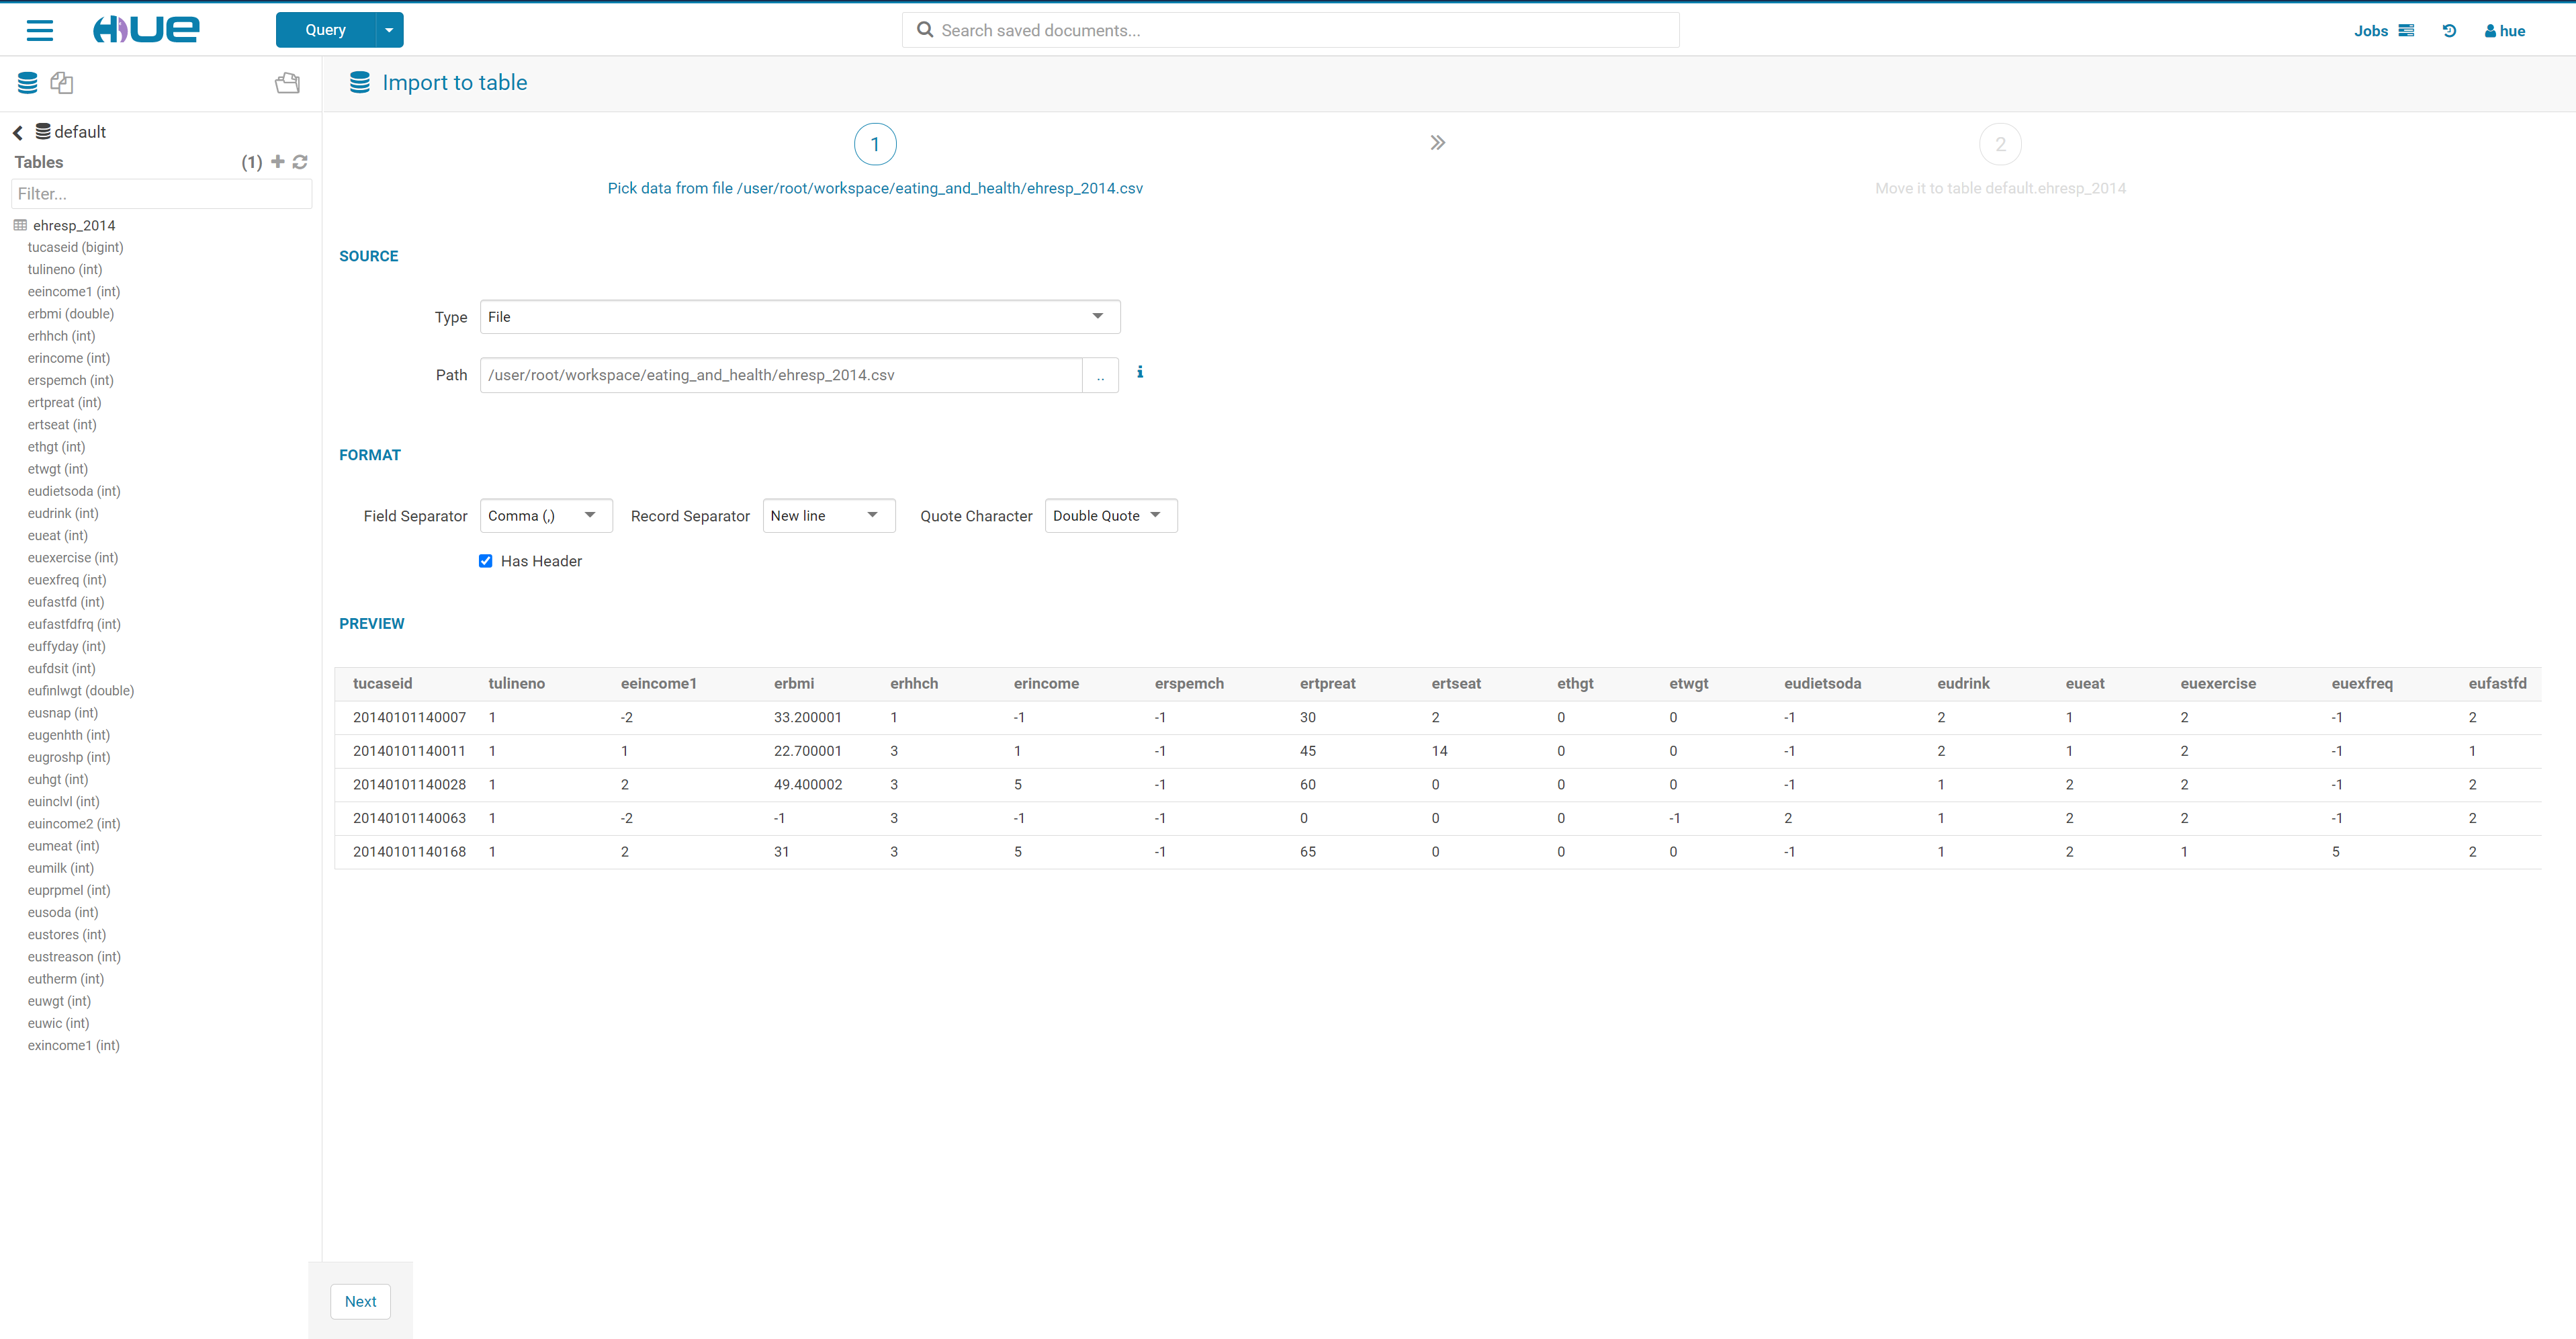 HUE
Query
Search saved documents...
Jobs
hue
Import to table
default
Tables (1)
Filter...
ehresp_2014
tucaseid (bigint)
tulineno (int)
eeincome1 (int)
erbmi (double)
erhhch (int)
erincome (int)
erspemch (int)
ertpreat (int)
ertseat (int)
ethgt (int)
etwgt (int)
eudietsoda (int)
eudrink (int)
eueat (int)
euexercise (int)
euexfreq (int)
eufastfd (int)
eufastfdfrq (int)
euffyday (int)
eufdsit (int)
eufinlwgt (double)
eusnap (int)
eugenhth (int)
eugroshp (int)
euhgt (int)
euinclvl (int)
euincome2 (int)
eumeat (int)
eumilk (int)
euprpmel (int)
eusoda (int)
eustores (int)
eustreason (int)
eutherm (int)
euwgt (int)
euwic (int)
exincome1 (int)
1
Pick data from file /user/root/workspace/eating_and_health/ehresp_2014.csv
2
Move it to table default.ehresp_2014
SOURCE
Type File
Path /user/root/workspace/eating_and_health/ehresp_2014.csv ..
FORMAT
Field Separator Comma (,) Record Separator New line Quote Character Double Quote
Has Header
PREVIEW
tucaseid tulineno eeincome1 erbmi erhhch erincome erspemch ertpreat ertseat ethgt etwgt eudietsoda eudrink eueat euexercise euexfreq eufastfd
20140101140007 1 -2 33.200001 1 -1 -1 30 2 0 0 -1 2 1 2 -1 2
20140101140011 1 1 22.700001 3 1 -1 45 14 0 0 -1 2 1 2 -1 1
20140101140028 1 2 49.400002 3 5 -1 60 0 0 0 -1 1 2 2 -1 2
20140101140063 1 -2 -1 3 -1 -1 0 0 0 -1 2 1 2 2 -1 2
20140101140168 1 2 31 3 5 -1 65 0 0 0 -1 1 2 1 5 2
Next